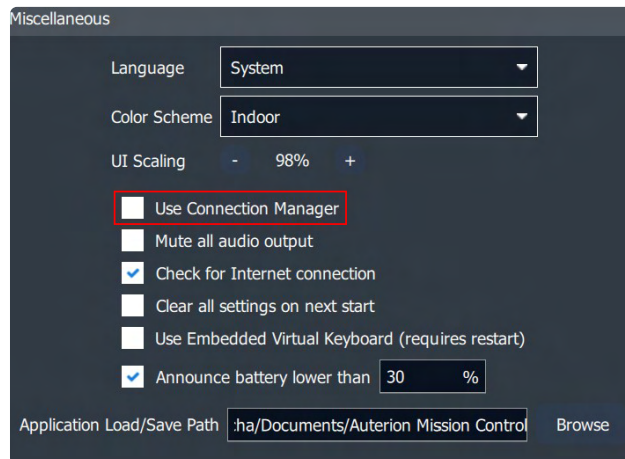 Miscellaneous
Language System
Color Scheme Indoor
UI Scaling - 98% +
Use Connection Manager
Mute all audio output
Check for Internet connection
Clear all settings on next start
Use Embedded Virtual Keyboard (requires restart)
Announce battery lower than 30 %
Application Load/Save Path :ha/Documents/Auterion Mission Control Browse